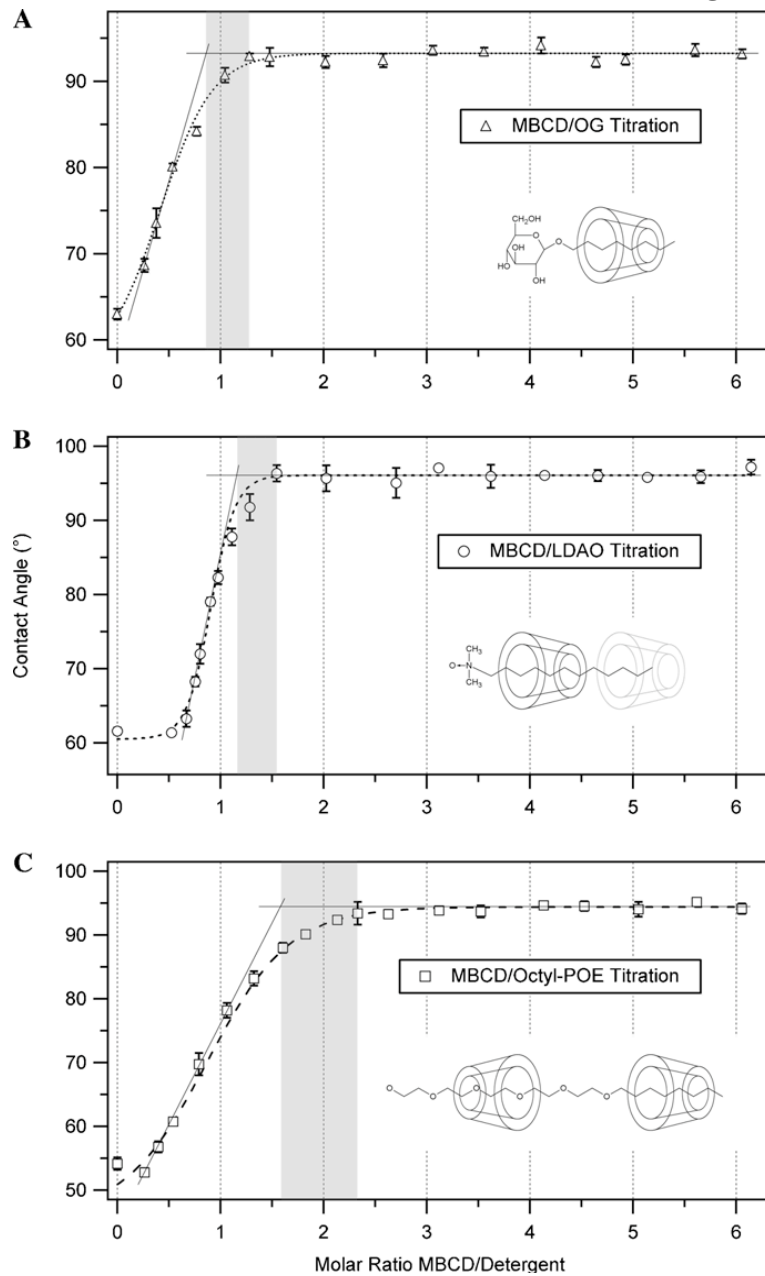 A
90
80
70
60
0
1
2
3
4
5
6
MBCD/OG Titration
CH₂OH
O
O
OH
HO
OH
B
100
90
80
70
60
0
1
2
3
4
5
6
Contact Angle (°)
MBCD/LDAO Titration
CH₃
O
N
CH₃
C
100
90
80
70
60
50
0
1
2
3
4
5
6
MBCD/Octyl-POE Titration
O
O
O
O
O
O
Molar Ratio MBCD/Detergent